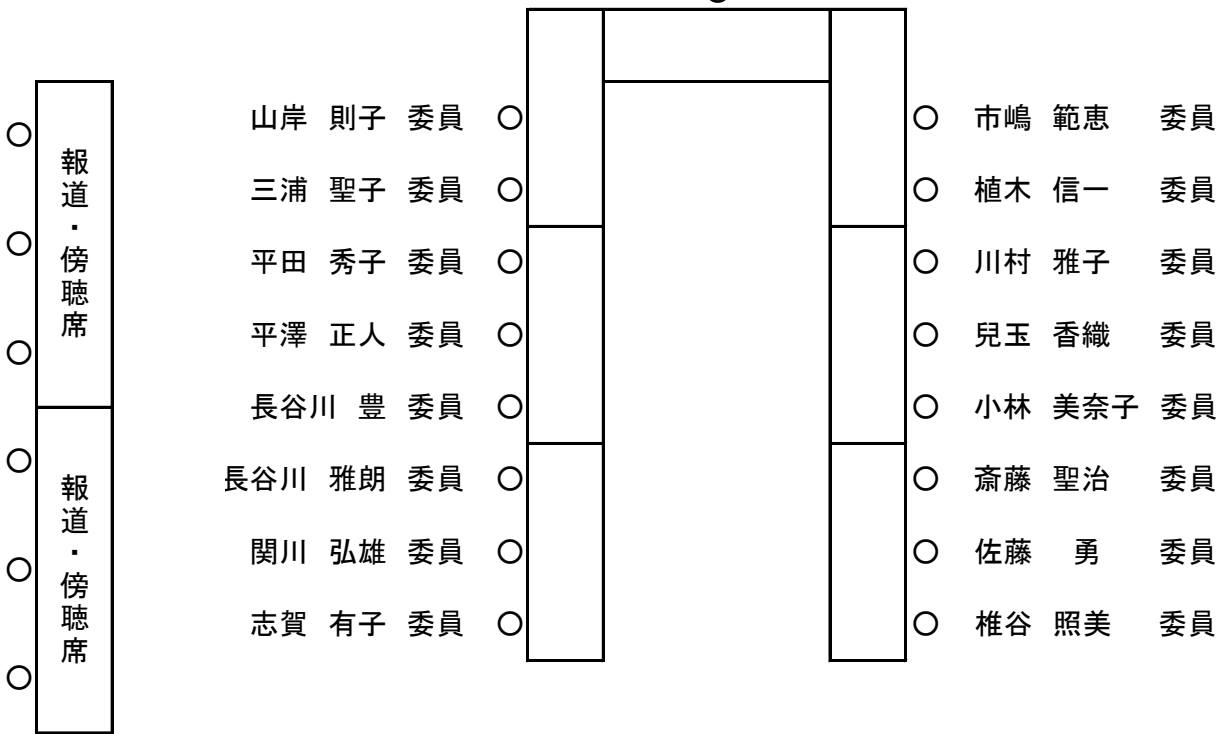 山岸 則子 委員 ○ ○ 市嶋 範恵 委員
三浦 聖子 委員 ○ ○ 植木 信一 委員
平田 秀子 委員 ○ ○ 川村 雅子 委員
平澤 正人 委員 ○ ○ 兒玉 香織 委員
長谷川 豊 委員 ○ ○ 小林 美奈子 委員
長谷川 雅朗 委員 ○ ○ 斎藤 聖治 委員
関川 弘雄 委員 ○ ○ 佐藤 勇 委員
志賀 有子 委員 ○ ○ 椎谷 照美 委員
報道・傍聴席
報道・傍聴席